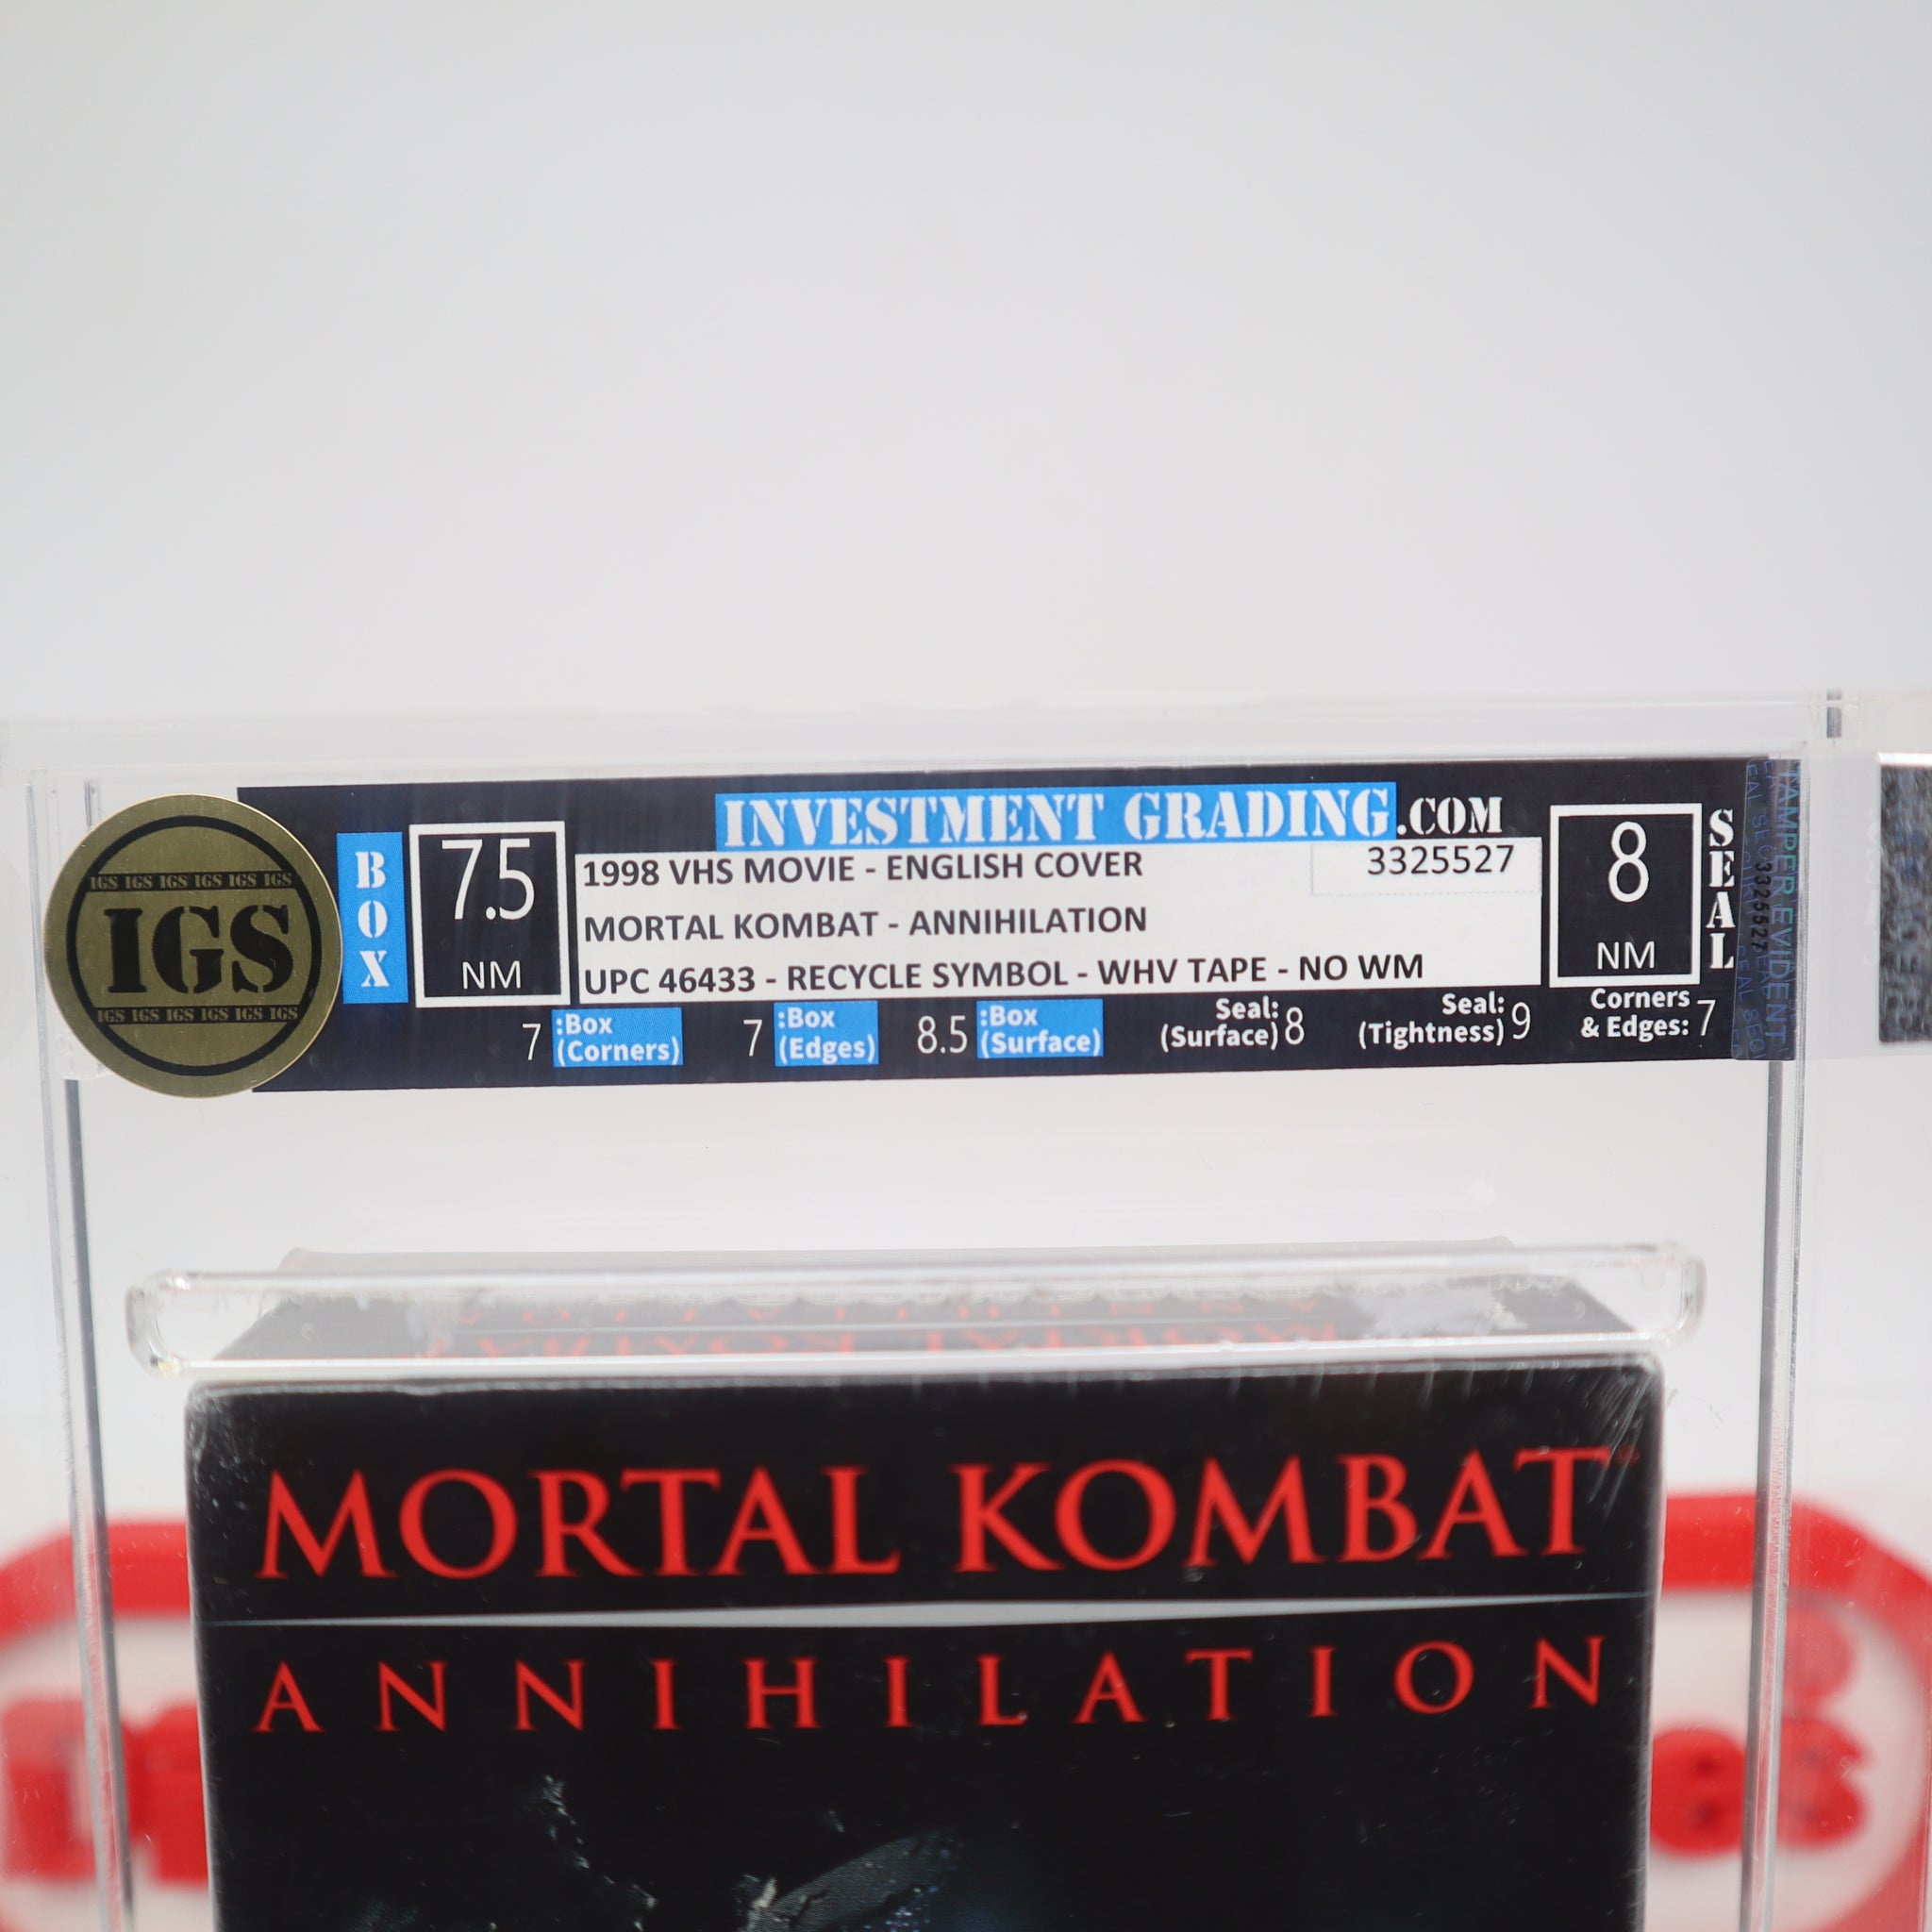 INVESTMENT GRADING.COM
BOX
7.5
NM
1998 VHS MOVIE - ENGLISH COVER
3325527
MORTAL KOMBAT - ANNIHILATION
UPC 46433 - RECYCLE SYMBOL - WHV TAPE - NO WM
8
NM
SEAL
TAMPER EVIDENT
3325527
IGS IGS IGS IGS IGS IGS
IGS
IGS IGS IGS IGS IGS IGS
7 :Box (Corners)
7 :Box (Edges)
8.5 :Box (Surface)
Seal: (Surface) 8
Seal: (Tightness) 9
Corners & Edges: 7
MORTAL KOMBAT
ANNIHILATION
MORTAL KOMBAT
ANNIHILATION